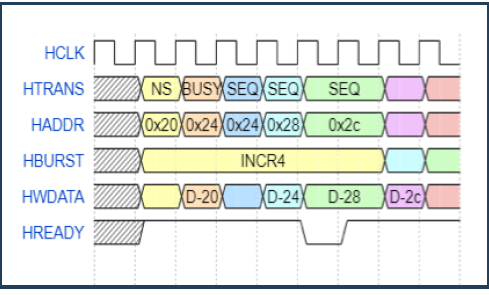 HCLK
HTRANS NS BUSY SEQ SEQ SEQ
HADDR 0x20 0x24 0x24 0x28 0x2c
HBURST INCR4
HWDATA D-20 D-24 D-28 D-2c
HREADY